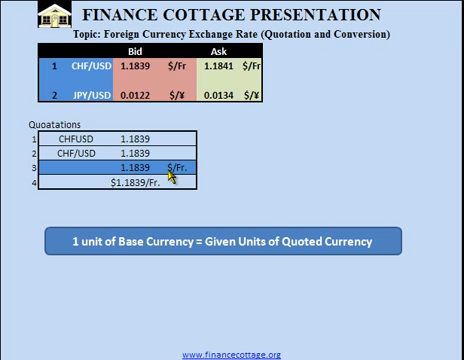 FINANCE COTTAGE PRESENTATION
Topic: Foreign Currency Exchange Rate (Quotation and Conversion)
Bid Ask
1 CHF/USD 1.1839 $/Fr 1.1841 $/Fr
2 JPY/USD 0.0122 $/¥ 0.0134 $/¥
Quoatations
1 CHFUSD 1.1839
2 CHF/USD 1.1839
3 1.1839 $/Fr.
4 $1.1839/Fr.
1 unit of Base Currency = Given Units of Quoted Currency
www.financecottage.org